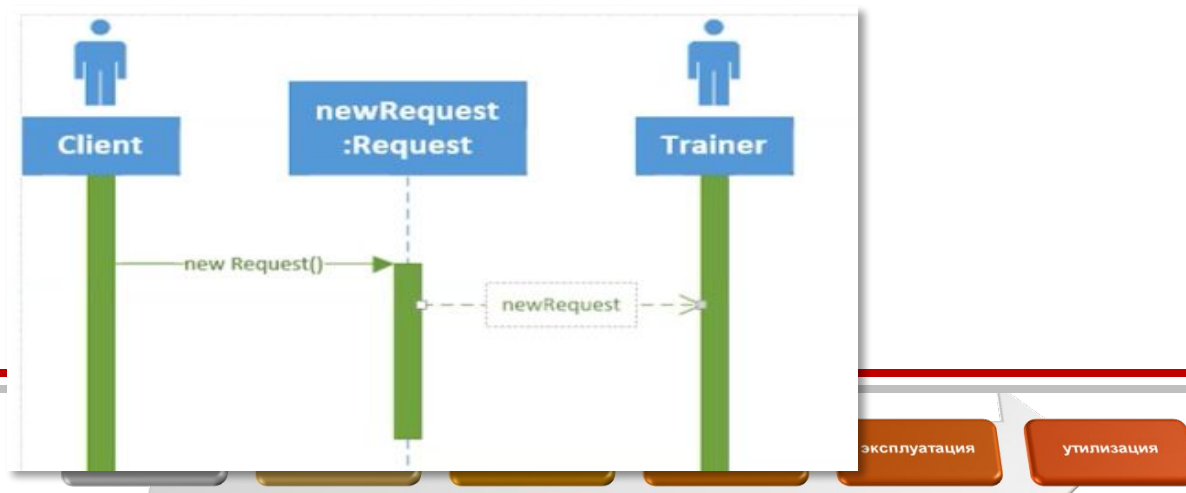 Client
newRequest
:Request
Trainer
new Request()
newRequest
эксплуатация
утилизация